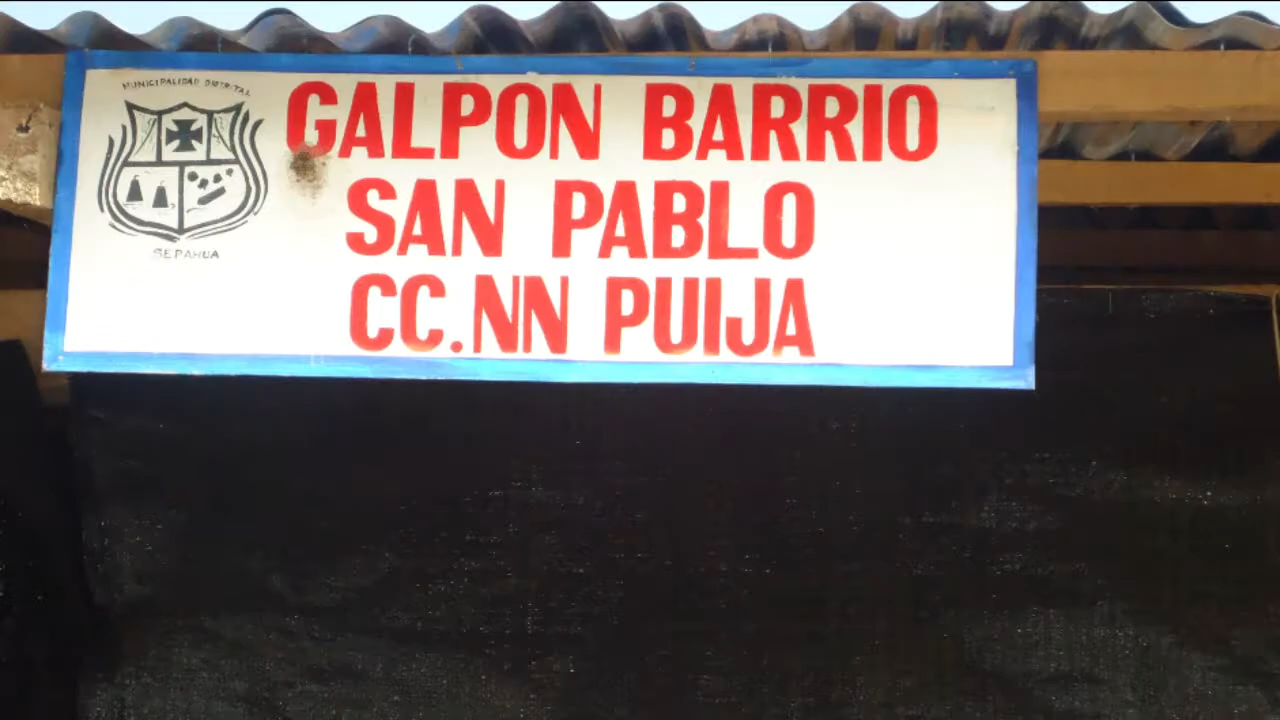 MUNICIPALIDAD DISTRITAL
SEPAHUA
GALPON BARRIO
SAN PABLO
CC.NN PUIJA